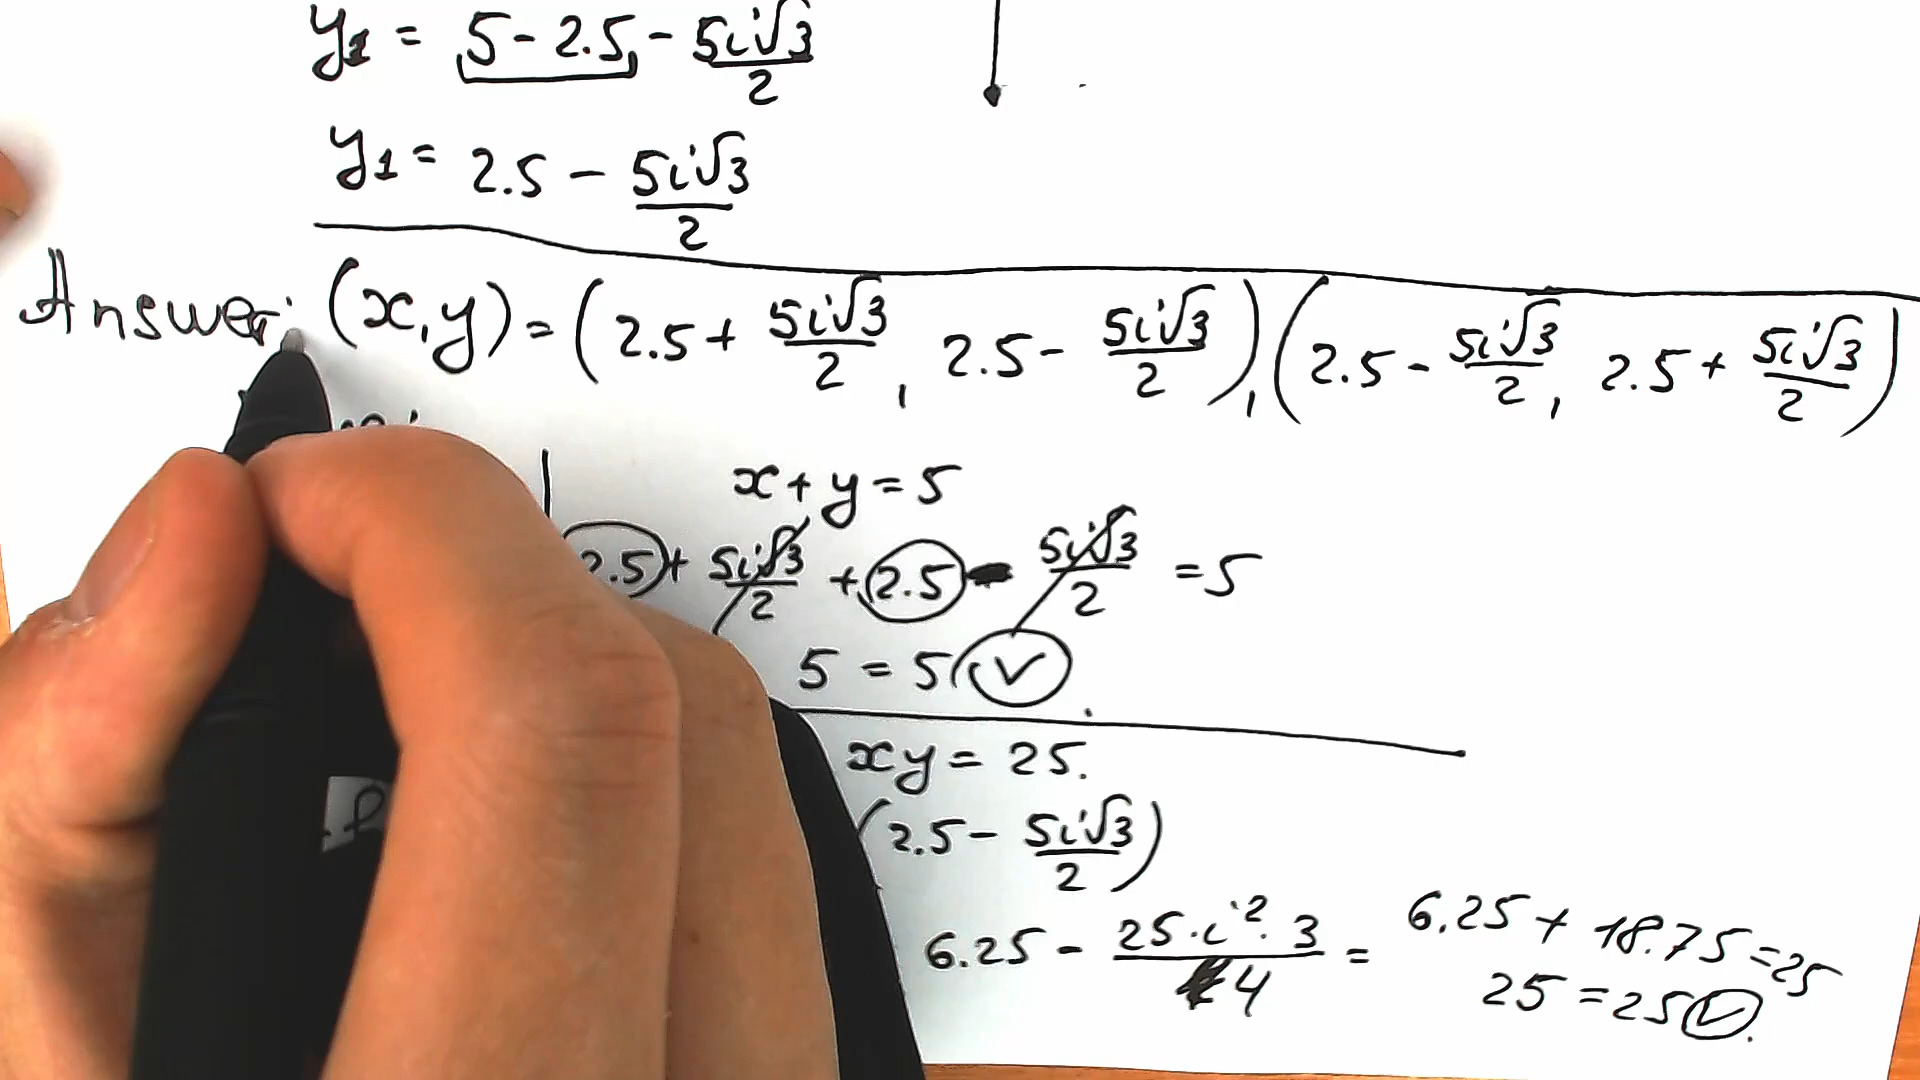 y₁ = 5 - 2.5 - 5i√3/2
y₁ = 2.5 - 5i√3/2
Answer: (x,y) = (2.5 + 5i√3/2, 2.5 - 5i√3/2), (2.5 - 5i√3/2, 2.5 + 5i√3/2)
x + y = 5
2.5 + 5i√3/2 + 2.5 - 5i√3/2 = 5
5 = 5 ✓
xy = 25.
(2.5 - 5i√3/2)
6.25 - 25·i²·3/4 = 6.25 + 18.75 = 25
25 = 25 ✓